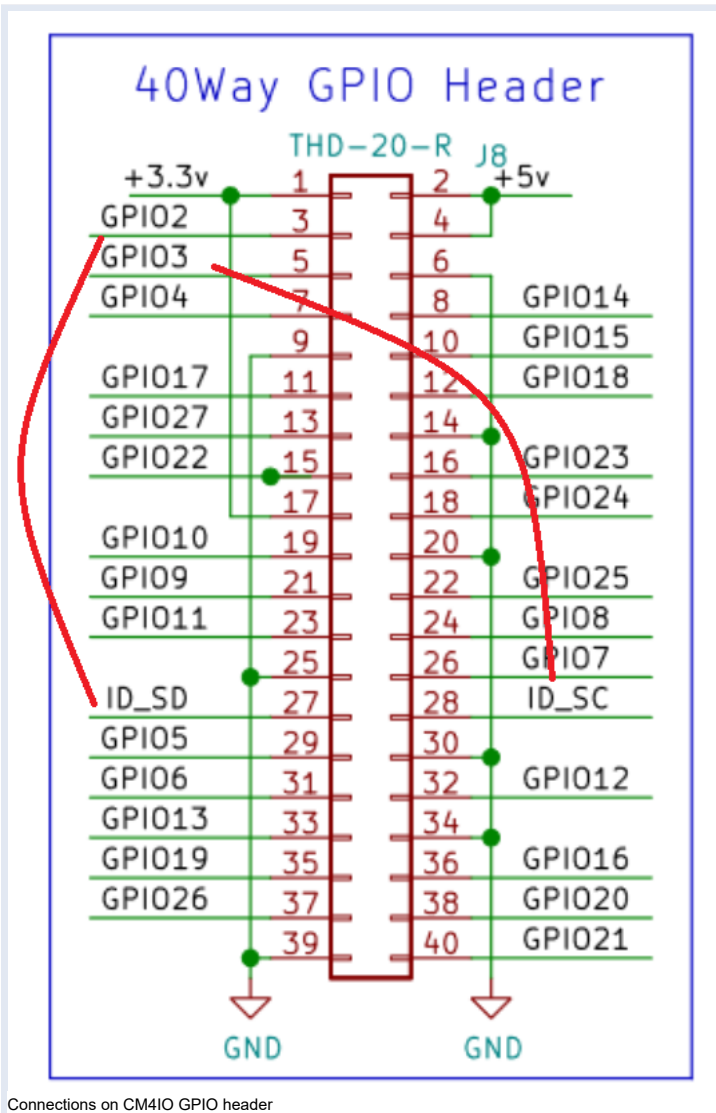 40Way GPIO Header
THD-20-R J8
+3.3v 1 2 +5v
GPIO2 3 4
GPIO3 5 6
GPIO4 7 8 GPIO14
9 10 GPIO15
GPIO17 11 12 GPIO18
GPIO27 13 14
GPIO22 15 16 GPIO23
17 18 GPIO24
GPIO10 19 20
GPIO9 21 22 GPIO25
GPIO11 23 24 GPIO8
25 26 GPIO7
ID_SD 27 28 ID_SC
GPIO5 29 30
GPIO6 31 32 GPIO12
GPIO13 33 34
GPIO19 35 36 GPIO16
GPIO26 37 38 GPIO20
39 40 GPIO21
GND GND
Connections on CM4IO GPIO header